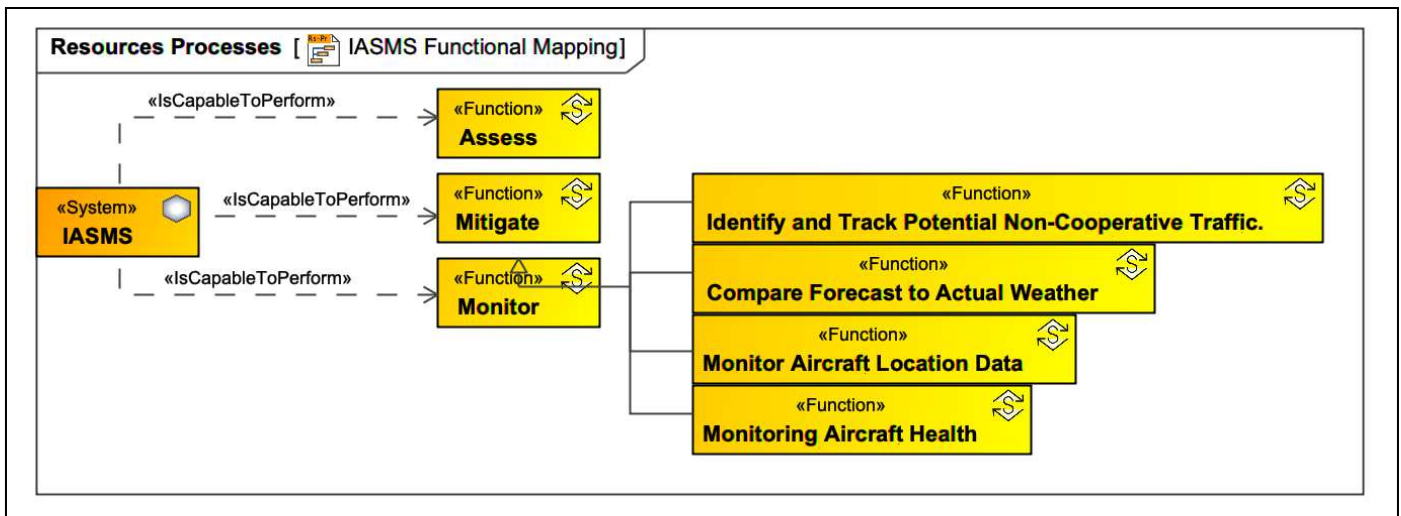 Resources Processes [ Rs-Pr IASMS Functional Mapping]
«IsCapableToPerform»
«Function»
Assess
«System»
IASMS
«IsCapableToPerform»
«Function»
Mitigate
«IsCapableToPerform»
«Function»
Monitor
«Function»
Identify and Track Potential Non-Cooperative Traffic.
«Function»
Compare Forecast to Actual Weather
«Function»
Monitor Aircraft Location Data
«Function»
Monitoring Aircraft Health
S
S
S
S
S
S
S